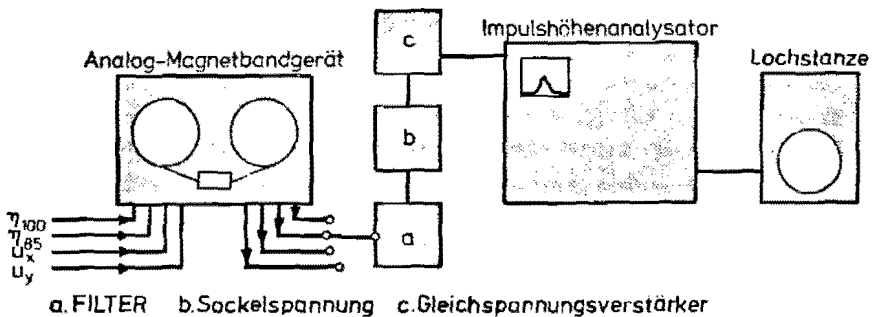 Impulshöhenanalysator
Analog-Magnetbandgerät
Lochstanze
c
b
a
η100
η85
ux
uy
a. FILTER b. Sockelspannung c. Gleichspannungsverstärker